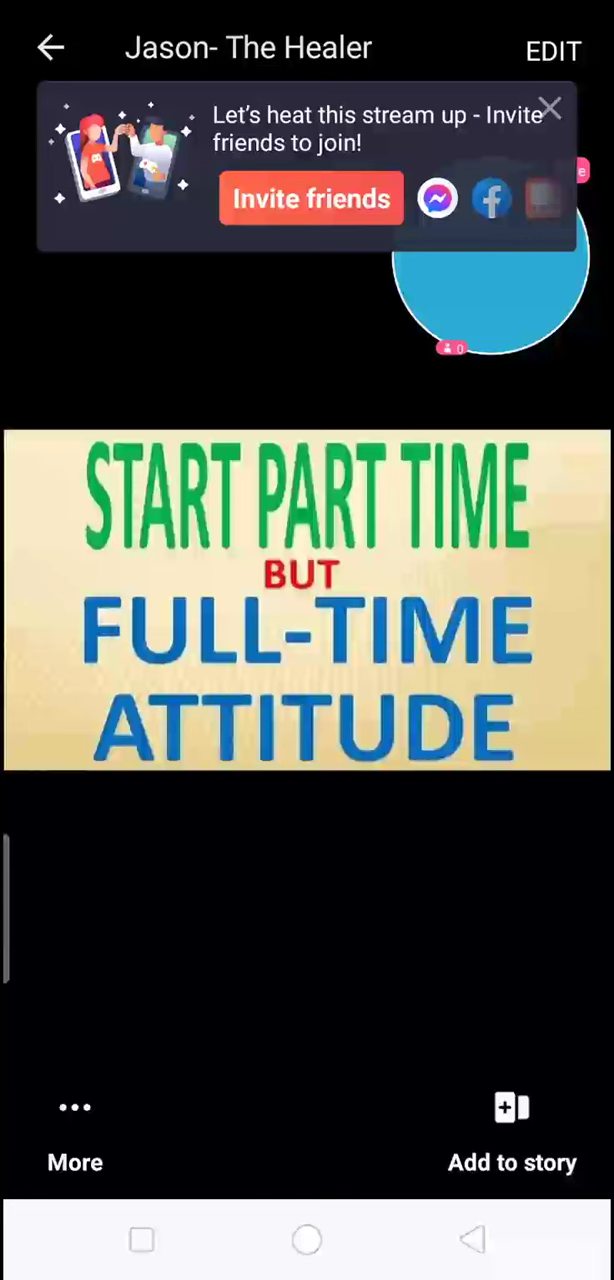 Jason- The Healer
EDIT
Let's heat this stream up - Invite
friends to join!
Invite friends
e
0
START PART TIME
BUT
FULL-TIME
ATTITUDE
More
Add to story